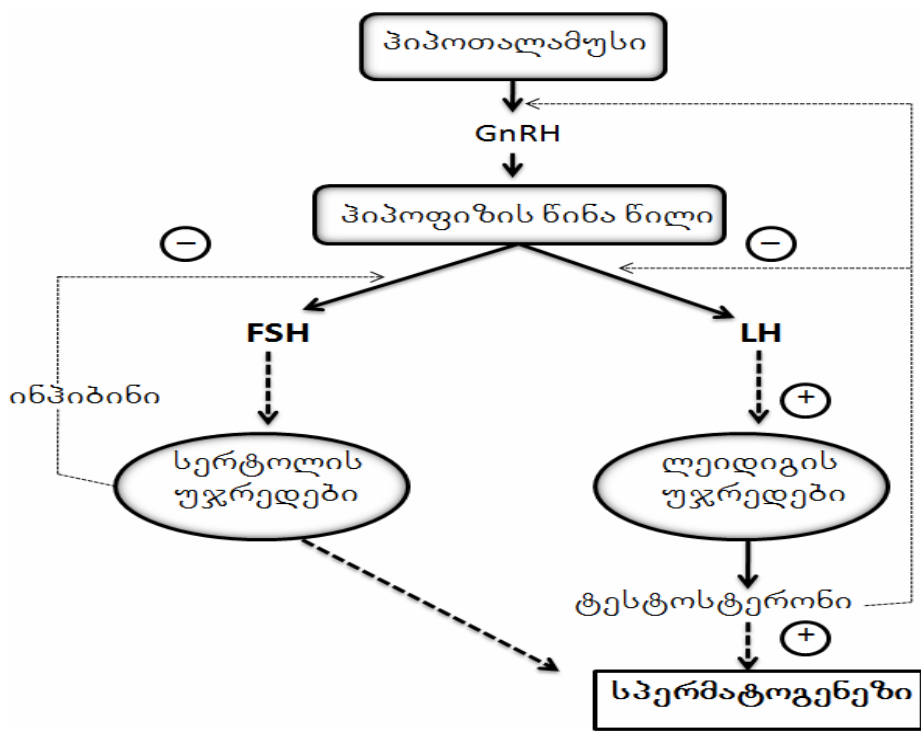 ჰიპოთალამუსი
GnRH
ჰიპოფიზის წინა წილი
−
−
FSH
LH
ინჰიბინი
+
სერტოლის
უჯრედები
ლეიდიგის
უჯრედები
ტესტოსტერონი
+
სპერმატოგენეზი